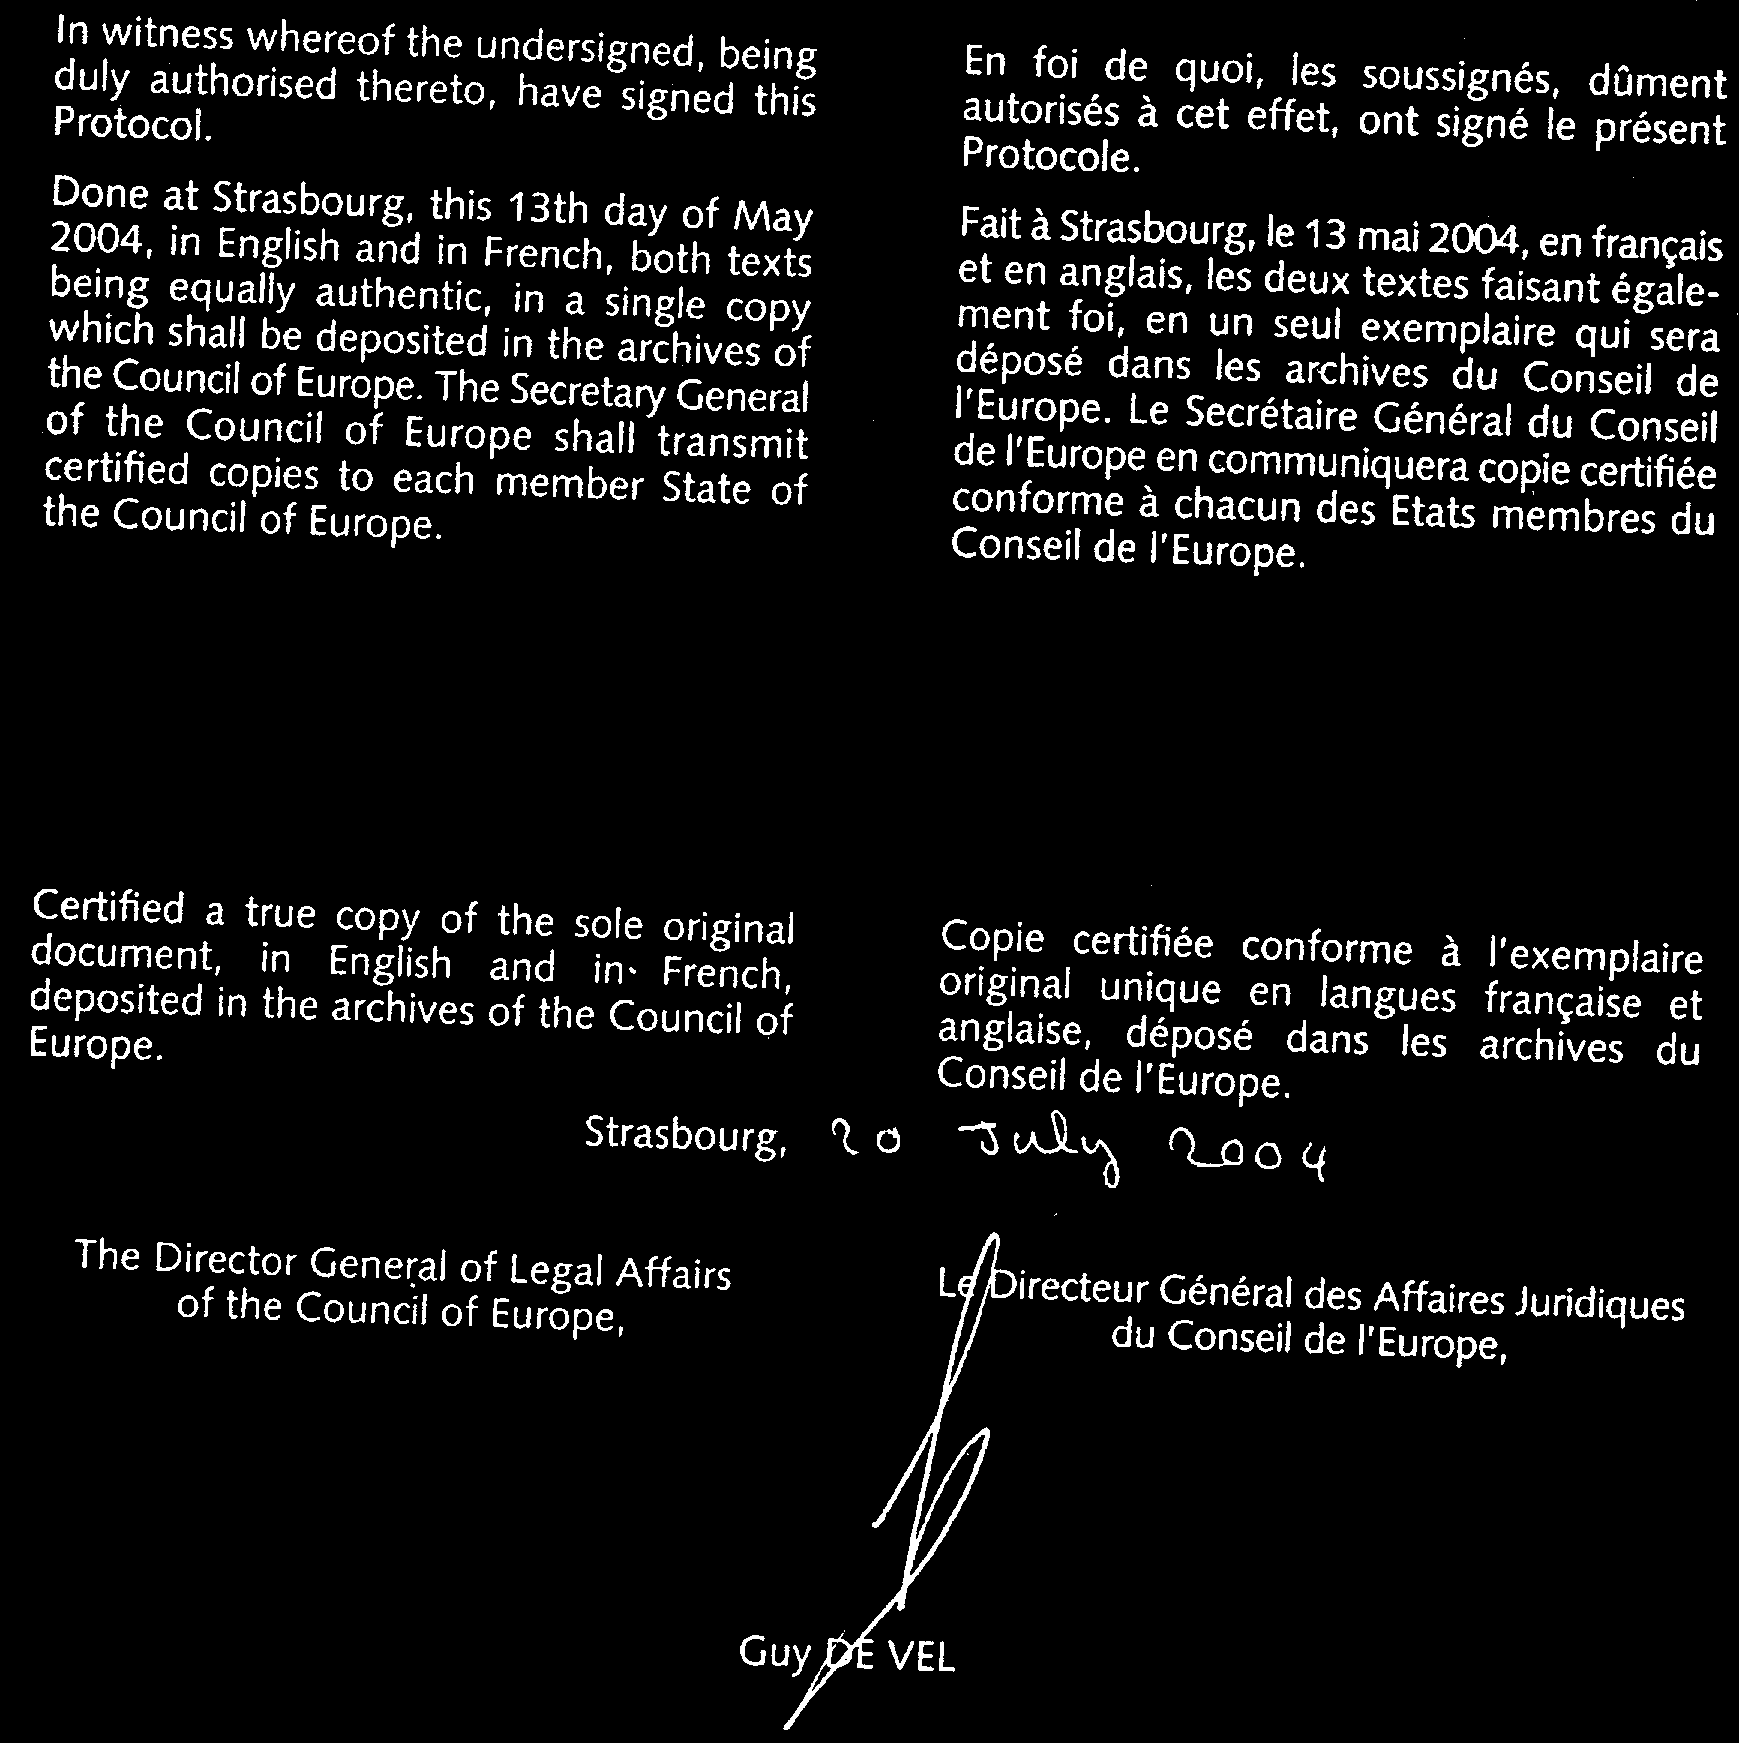 In witness whereof the undersigned, being
duly authorised thereto, have signed this
Protocol.
Done at Strasbourg, this 13th day of May
2004, in English and in French, both texts
being equally authentic, in a single copy
which shall be deposited in the archives of
the Council of Europe. The Secretary General
of the Council of Europe shall transmit
certified copies to each member State of
the Council of Europe.
En foi de quoi, les soussignés, dûment
autorisés à cet effet, ont signé le présent
Protocole.
Fait à Strasbourg, le 13 mai 2004, en français
et en anglais, les deux textes faisant égale-
ment foi, en un seul exemplaire qui sera
déposé dans les archives du Conseil de
l'Europe. Le Secrétaire Général du Conseil
de l'Europe en communiquera copie certifiée
conforme à chacun des Etats membres du
Conseil de l'Europe.
Certified a true copy of the sole original
document, in English and in French,
deposited in the archives of the Council of
Europe.
Copie certifiée conforme à l'exemplaire
original unique en langues française et
anglaise, déposé dans les archives du
Conseil de l'Europe.
Strasbourg, 20 July 2004
The Director General of Legal Affairs
of the Council of Europe,
Le Directeur Général des Affaires Juridiques
du Conseil de l'Europe,
Guy DE VEL